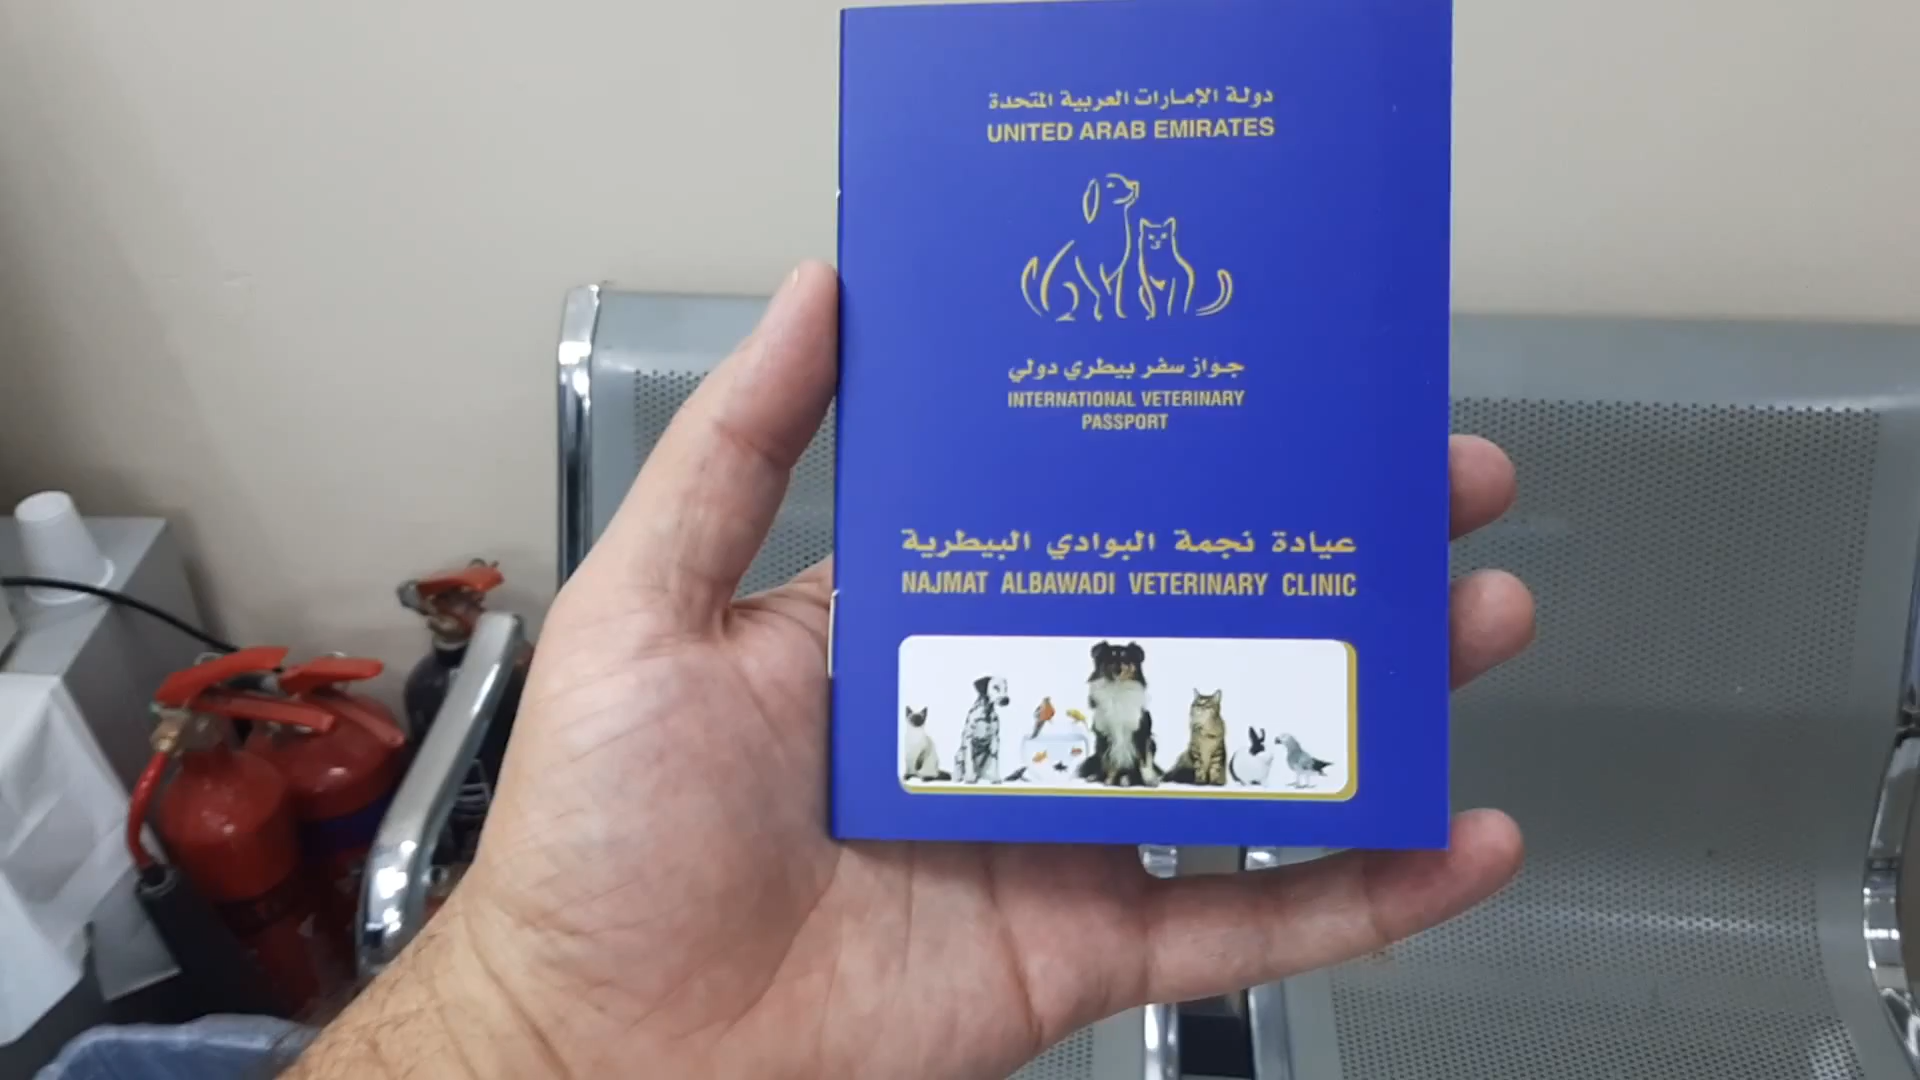 دولة الإمارات العربية المتحدة
UNITED ARAB EMIRATES
جواز سفر بيطري دولي
INTERNATIONAL VETERINARY
PASSPORT
عيادة نجمة البوادي البيطرية
NAJMAT ALBAWADI VETERINARY CLINIC